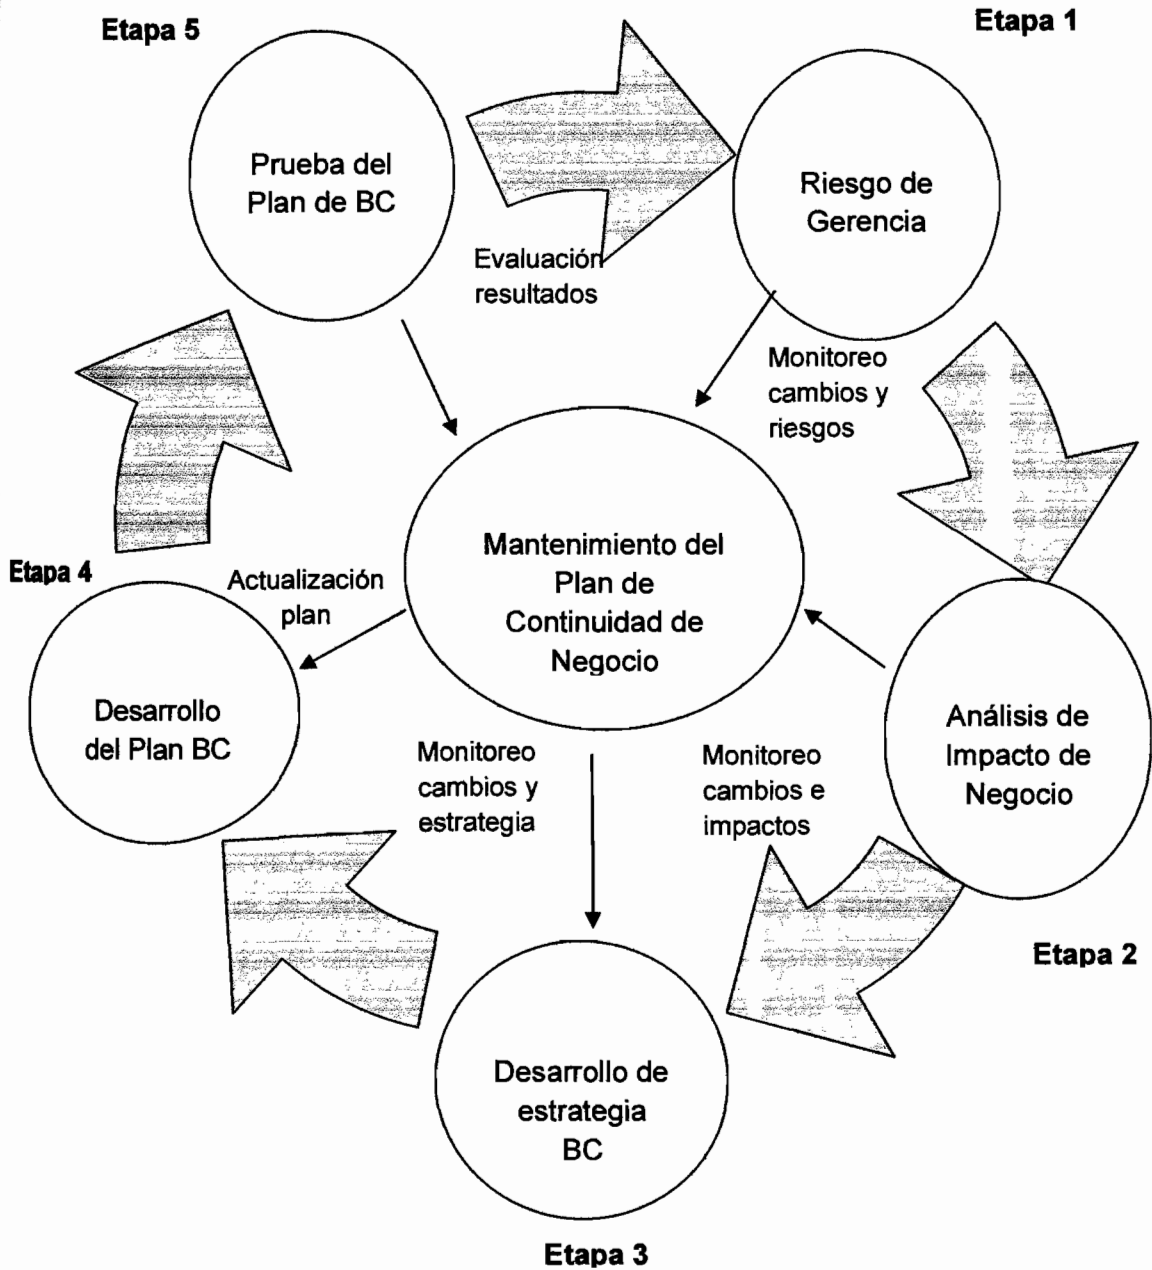 Etapa 5
Etapa 1
Prueba del
Plan de BC
Riesgo de
Gerencia
Evaluación
resultados
Monitoreo
cambios y
riesgos
Mantenimiento del
Plan de
Continuidad de
Negocio
Etapa 4
Actualización
plan
Desarrollo
del Plan BC
Análisis de
Impacto de
Negocio
Monitoreo
cambios y
estrategia
Monitoreo
cambios e
impactos
Etapa 2
Desarrollo de
estrategia
BC
Etapa 3